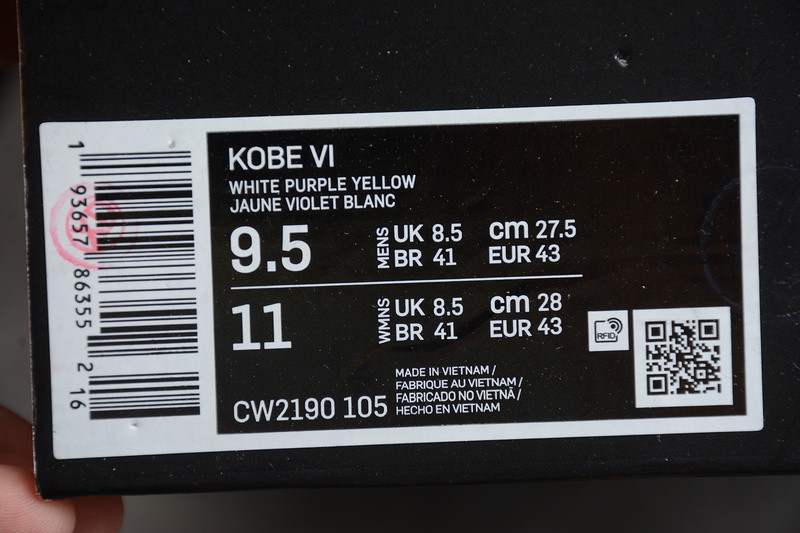 KOBE VI
WHITE PURPLE YELLOW
JAUNE VIOLET BLANC
9.5 MENS UK 8.5 cm 27.5
BR 41 EUR 43
11 WMNS UK 8.5 cm 28
BR 41 EUR 43
CW2190 105
MADE IN VIETNAM /
FABRIQUE AU VIETNAM /
FABRICADO NO VIETNÃ /
HECHO EN VIETNAM
RFID
1 93657 86355 2 16